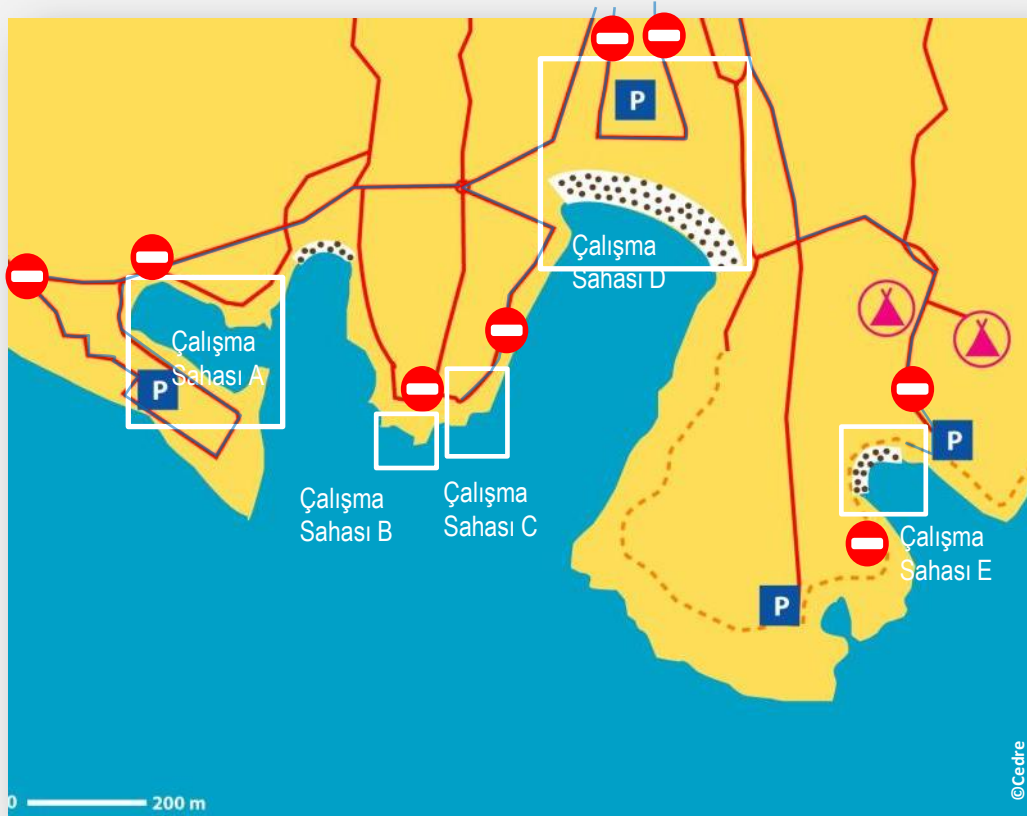 P
Çalışma
Sahası D
Çalışma
Sahası A
P
Çalışma
Sahası B
Çalışma
Sahası C
P
Çalışma
Sahası E
P
©Cedre
0 200 m